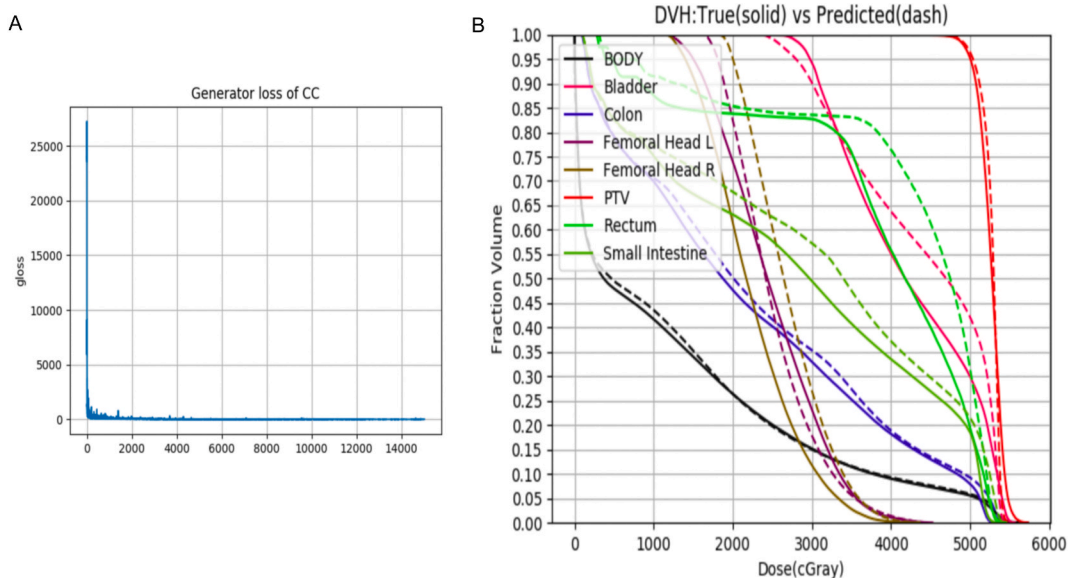 A
Generator loss of CC
gloss
25000
20000
15000
10000
5000
0
0 2000 4000 6000 8000 10000 12000 14000
B
DVH:True(solid) vs Predicted(dash)
Fraction Volume
1.00
0.95
0.90
0.85
0.80
0.75
0.70
0.65
0.60
0.55
0.50
0.45
0.40
0.35
0.30
0.25
0.20
0.15
0.10
0.05
0.00
BODY
Bladder
Colon
Femoral Head L
Femoral Head R
PTV
Rectum
Small Intestine
0 1000 2000 3000 4000 5000 6000
Dose(cGray)